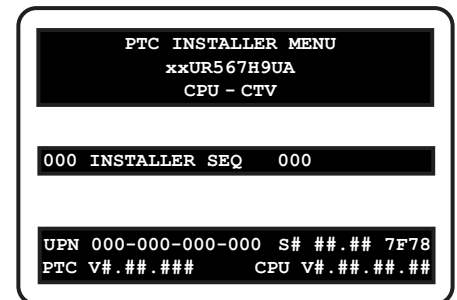 PTC INSTALLER MENU
xxUR567H9UA
CPU – CTV
000 INSTALLER SEQ 000
UPN 000-000-000-000 S# ##.## 7F78
PTC V#.##.### CPU V#.##.##.##